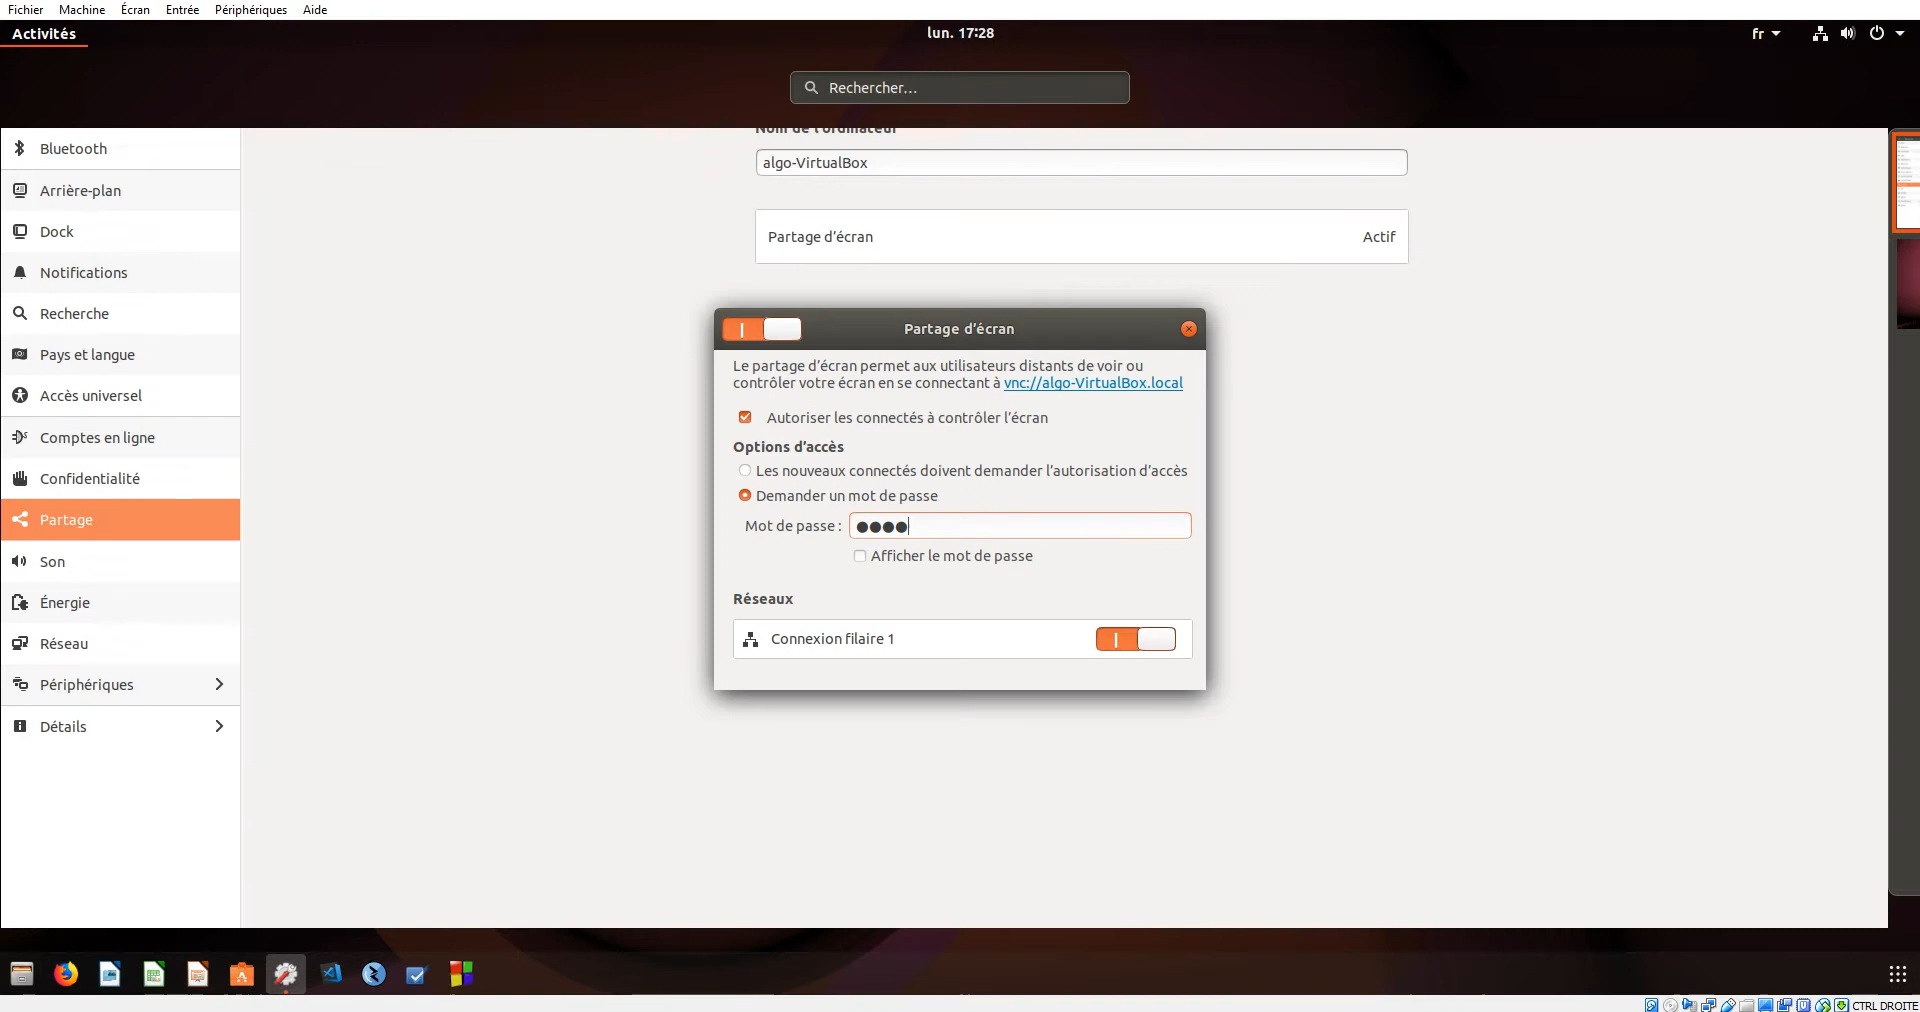 Fichier Machine Écran Entrée Périphériques Aide
Activités lun. 17:28 fr
Rechercher…
Nom de l'ordinateur
Bluetooth
algo-VirtualBox
Arrière-plan
Dock
Partage d’écran Actif
Notifications
Recherche
Pays et langue
Accès universel
Comptes en ligne
Confidentialité
Partage
Son
Énergie
Réseau
Périphériques
Détails
Partage d’écran
Le partage d’écran permet aux utilisateurs distants de voir ou
contrôler votre écran en se connectant à vnc://algo-VirtualBox.local
Autoriser les connectés à contrôler l’écran
Options d’accès
Les nouveaux connectés doivent demander l’autorisation d’accès
Demander un mot de passe
Mot de passe : ●●●●
Afficher le mot de passe
Réseaux
Connexion filaire 1
CTRL DROITE